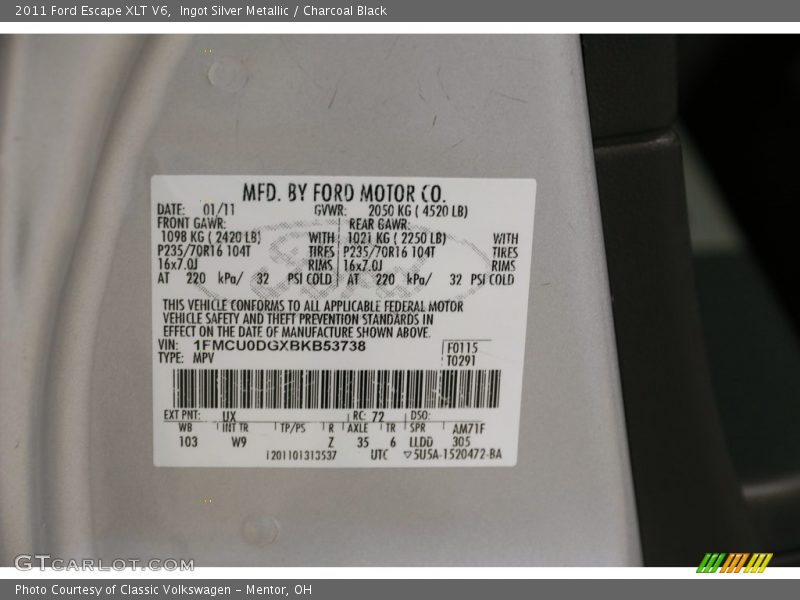 2011 Ford Escape XLT V6,  Ingot Silver Metallic / Charcoal Black
MFD. BY FORD MOTOR CO.
DATE: 01/11 GVWR: 2050 KG ( 4520 LB)
FRONT GAWR: REAR GAWR:
1098 KG ( 2420 LB) WITH 1021 KG ( 2250 LB) WITH
P235/70R16 104T TIRES P235/70R16 104T TIRES
16x7.0J RIMS 16x7.0J RIMS
AT 220 kPa/ 32 PSI COLD AT 220 kPa/ 32 PSI COLD
THIS VEHICLE CONFORMS TO ALL APPLICABLE FEDERAL MOTOR
VEHICLE SAFETY AND THEFT PREVENTION STANDARDS IN
EFFECT ON THE DATE OF MANUFACTURE SHOWN ABOVE.
VIN: 1FMCU0DGXBKB53738 F0115
TYPE: MPV T0291
EXT PNT: UX RC: 72 DSO:
WB INT TR TP/PS R AXLE TR SPR AM71F
103 W9 Z 35 6 LLDD 305
1201101313537 UTC ▽5U5A-1520472-BA
GTCARLOT.COM
Photo Courtesy of Classic Volkswagen - Mentor, OH